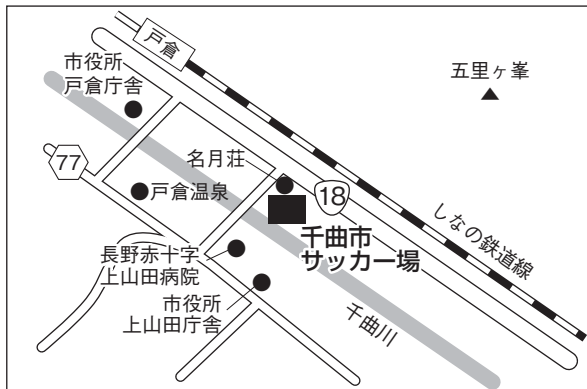 戸倉
市役所
戸倉庁舎
五里ヶ峯
77
名月荘
戸倉温泉
18
千曲市
サッカー場
しなの鉄道線
長野赤十字
上山田病院
市役所
上山田庁舎
千曲川